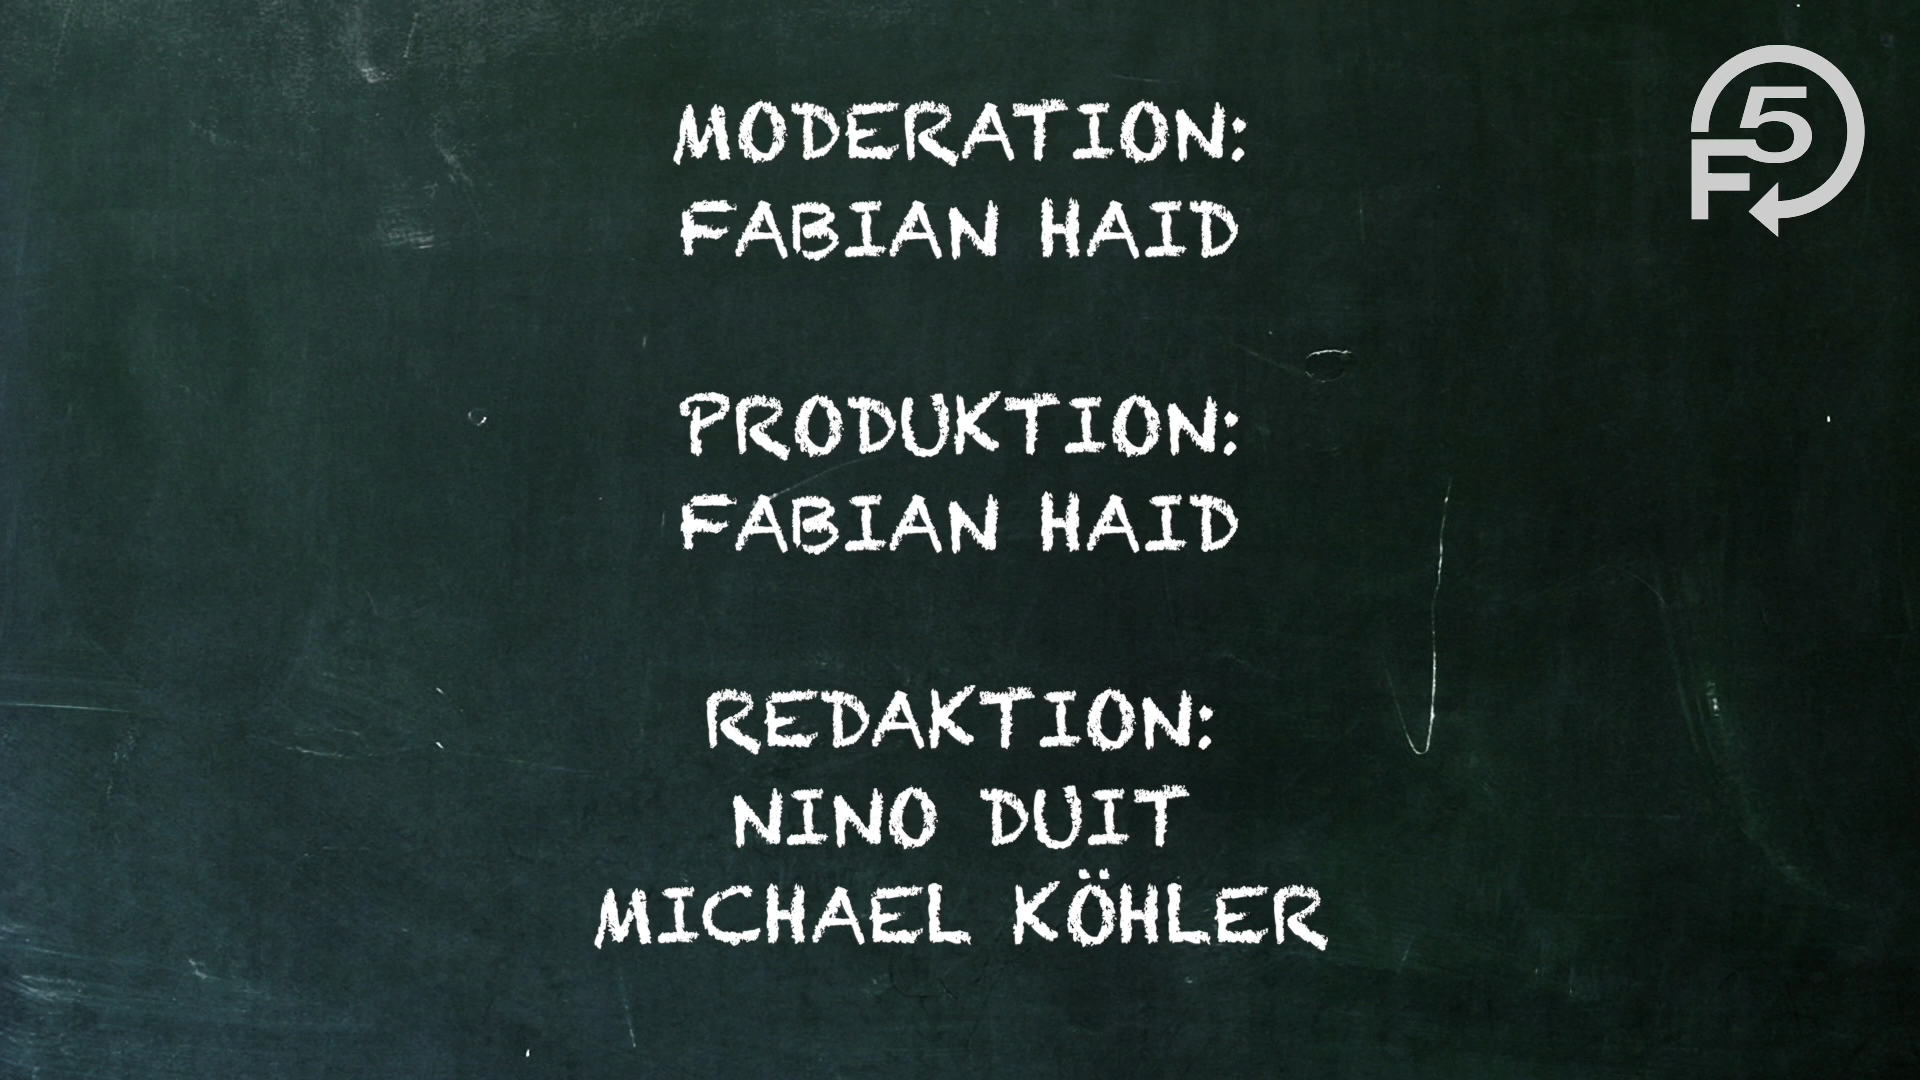 MODERATION:
FABIAN HAID
PRODUKTION:
FABIAN HAID
REDAKTION:
NINO DUIT
MICHAEL KÖHLER
F5